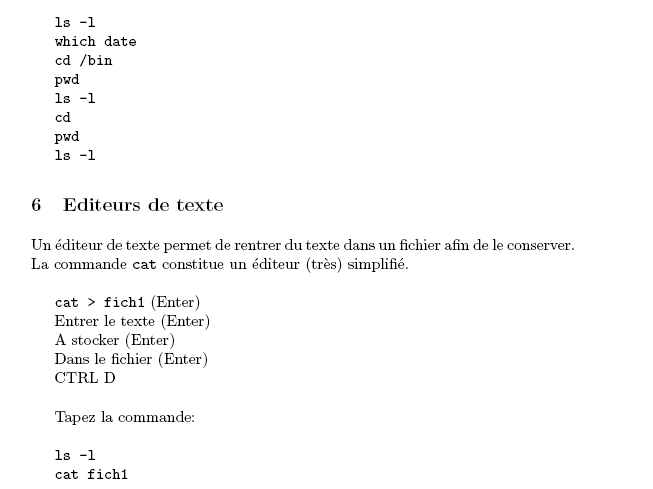 ls -l
which date
cd /bin
pwd
ls -l
cd
pwd
ls -l
6 Editeurs de texte
Un éditeur de texte permet de rentrer du texte dans un fichier afin de le conserver.
La commande cat constitue un éditeur (très) simplifié.
cat > fich1 (Enter)
Entrer le texte (Enter)
A stocker (Enter)
Dans le fichier (Enter)
CTRL D
Tapez la commande:
ls -l
cat fich1